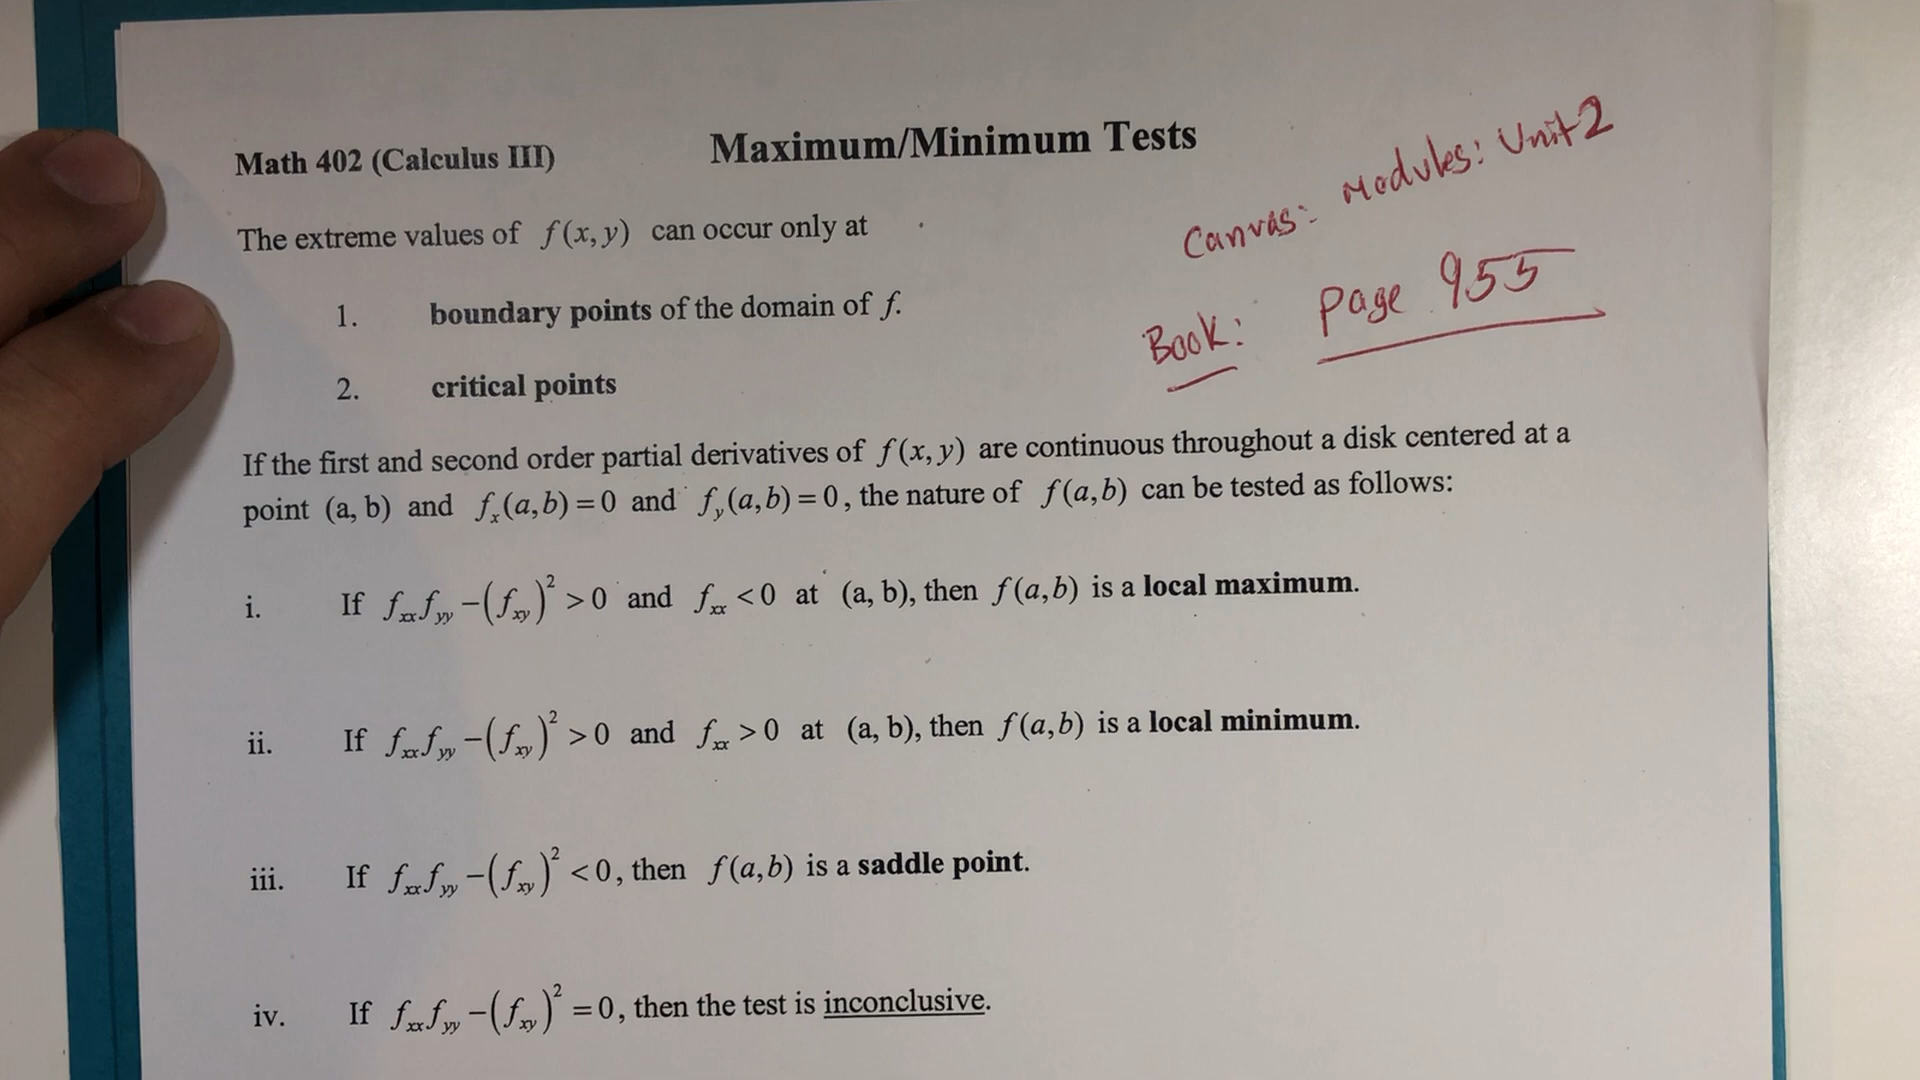 Math 402 (Calculus III)
Maximum/Minimum Tests
Canvas: Modules: Unit 2
Book: Page 955
The extreme values of f(x, y) can occur only at
1. boundary points of the domain of f.
2. critical points
If the first and second order partial derivatives of f(x, y) are continuous throughout a disk centered at a
point (a, b) and fₓ(a,b) = 0 and f_y(a,b) = 0, the nature of f(a,b) can be tested as follows:
i. If f_xx f_yy − (f_xy)² > 0 and f_xx < 0 at (a, b), then f(a,b) is a local maximum.
ii. If f_xx f_yy − (f_xy)² > 0 and f_xx > 0 at (a, b), then f(a,b) is a local minimum.
iii. If f_xx f_yy − (f_xy)² < 0, then f(a,b) is a saddle point.
iv. If f_xx f_yy − (f_xy)² = 0, then the test is inconclusive.